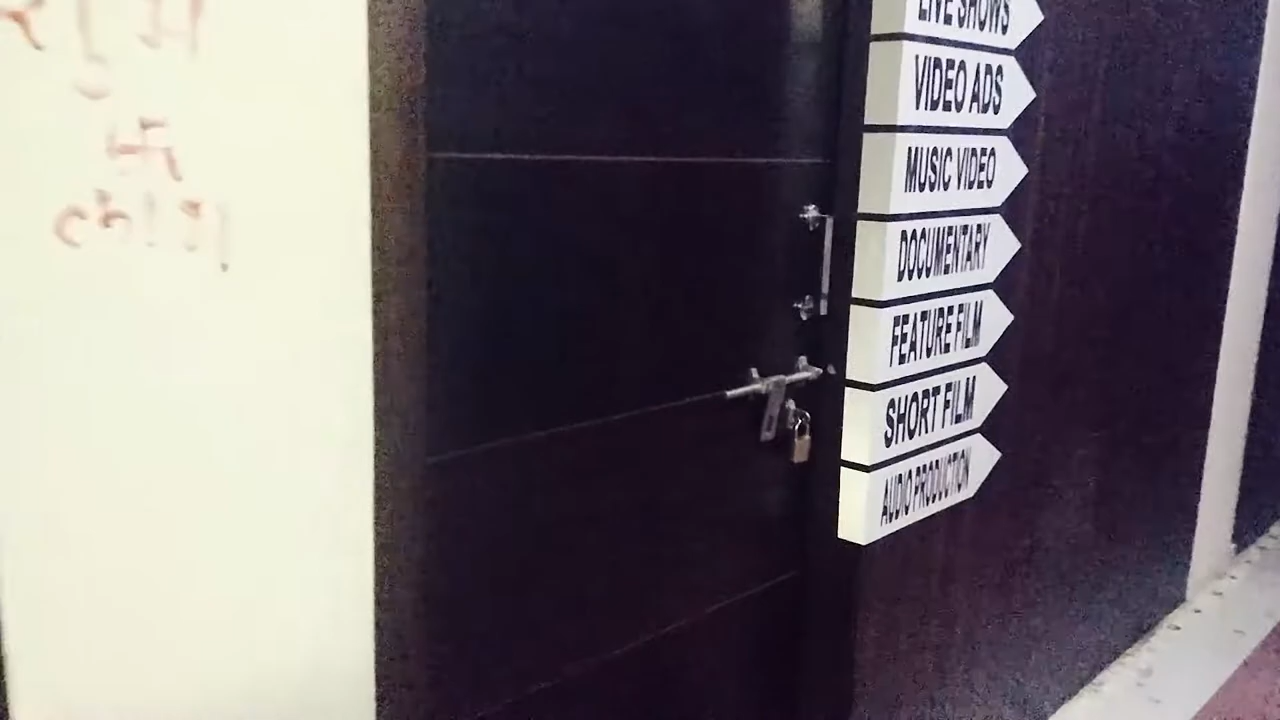 LIVE SHOWS
VIDEO ADS
MUSIC VIDEO
DOCUMENTARY
FEATURE FILM
SHORT FILM
AUDIO PRODUCTION